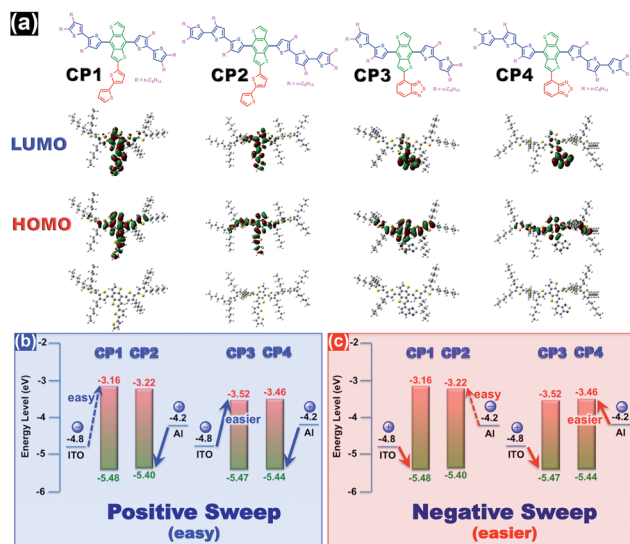 (a)
CP1 CP2 CP3 CP4
R = n-C₆H₁₃ R = n-C₆H₁₃ R = n-C₆H₁₃ R = n-C₆H₁₃
LUMO
HOMO
(b)
Energy Level (eV)
-2
-3
-4
-5
-6
CP1 CP2 CP3 CP4
-3.16 -3.22 -3.52 -3.46
easy easier
-4.2 -4.2
Al Al
-4.8 -4.8
ITO ITO
-5.48 -5.40 -5.47 -5.44
Positive Sweep
(easy)
(c)
Energy Level (eV)
-2
-3
-4
-5
-6
CP1 CP2 CP3 CP4
-3.16 -3.22 -3.52 -3.46
easy easier
-4.2 -4.2
Al Al
-4.8 -4.8
ITO ITO
-5.48 -5.40 -5.47 -5.44
Negative Sweep
(easier)